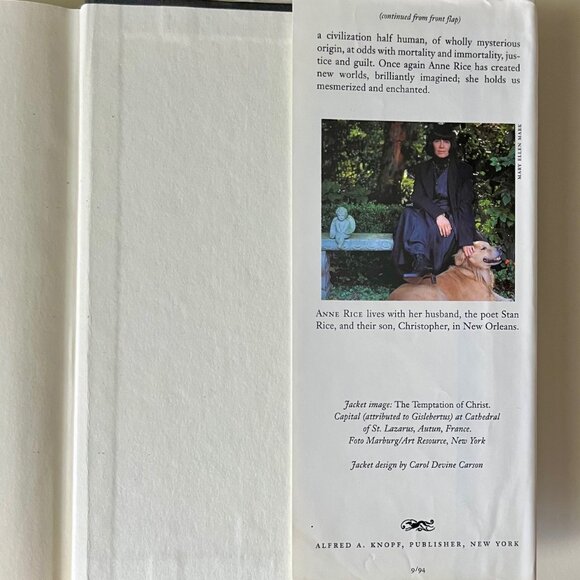 (continued from front flap)
a civilization half human, of wholly mysterious
origin, at odds with mortality and immortality, jus-
tice and guilt. Once again Anne Rice has created
new worlds, brilliantly imagined; she holds us
mesmerized and enchanted.
MARY ELLEN MARK
ANNE RICE lives with her husband, the poet Stan
Rice, and their son, Christopher, in New Orleans.
Jacket image: The Temptation of Christ.
Capital (attributed to Gislebertus) at Cathedral
of St. Lazarus, Autun, France.
Foto Marburg/Art Resource, New York
Jacket design by Carol Devine Carson
ALFRED A. KNOPF, PUBLISHER, NEW YORK
9/94